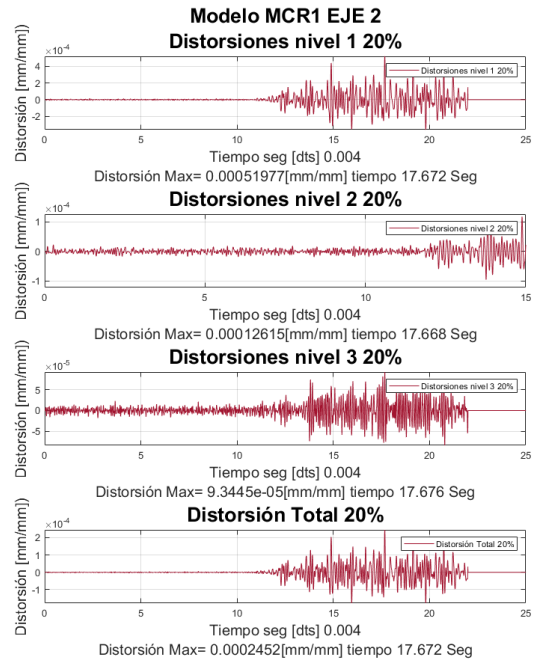 Modelo MCR1 EJE 2
Distorsiones nivel 1 20%
×10-4
Distorsión [mm/mm])
4
2
0
-2
Distorsiones nivel 1 20%
0 5 10 15 20 25
Tiempo seg [dts] 0.004
Distorsión Max= 0.00051977[mm/mm] tiempo 17.672 Seg
Distorsiones nivel 2 20%
×10-4
Distorsión [mm/mm])
1
0
-1
Distorsiones nivel 2 20%
0 5 10 15
Tiempo seg [dts] 0.004
Distorsión Max= 0.00012615[mm/mm] tiempo 17.668 Seg
Distorsiones nivel 3 20%
×10-5
Distorsión [mm/mm])
5
0
-5
Distorsiones nivel 3 20%
0 5 10 15 20 25
Tiempo seg [dts] 0.004
Distorsión Max= 9.3445e-05[mm/mm] tiempo 17.676 Seg
Distorsión Total 20%
×10-4
Distorsión [mm/mm])
2
1
0
-1
Distorsión Total 20%
0 5 10 15 20 25
Tiempo seg [dts] 0.004
Distorsión Max= 0.0002452[mm/mm] tiempo 17.672 Seg